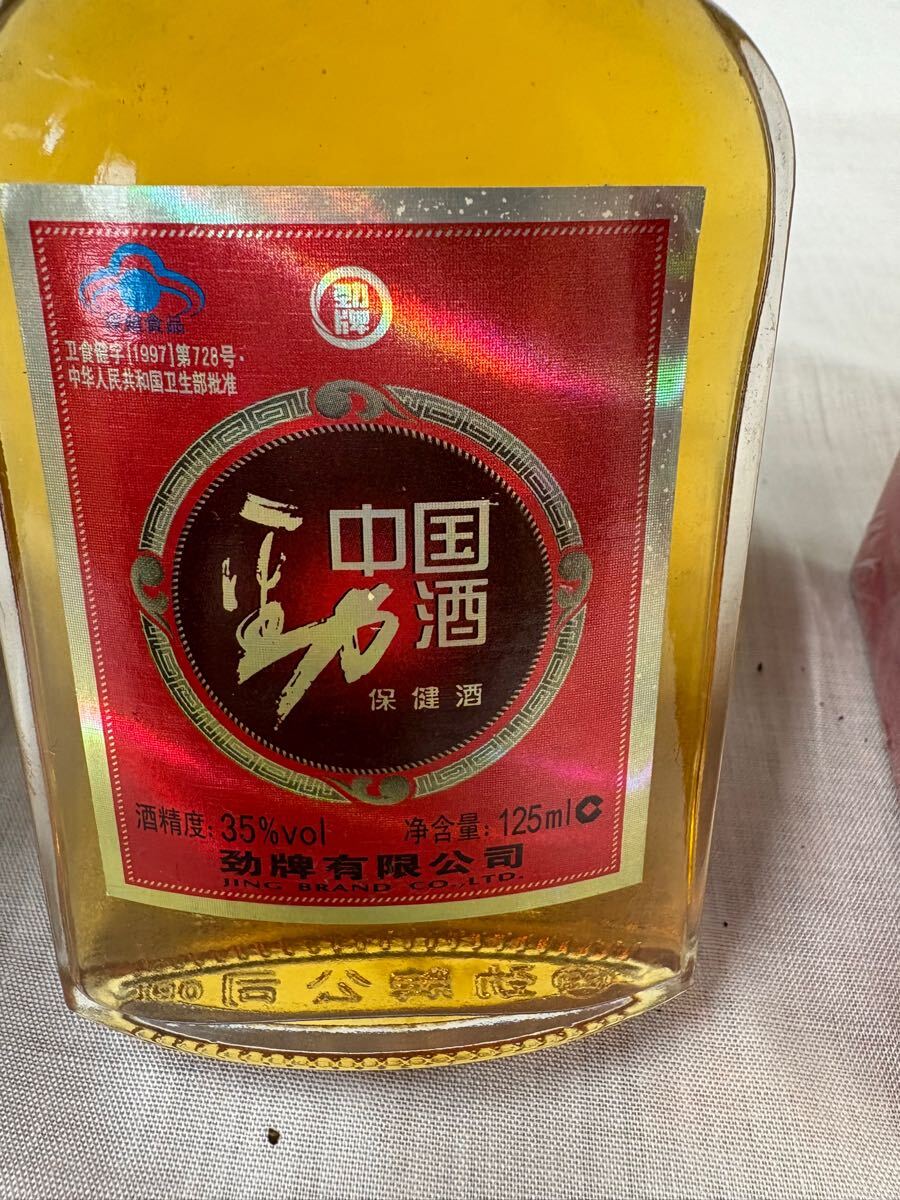 保健食品
劲牌
卫食健字[1997]第728号.
中华人民共和国卫生部批准
劲
中国
酒
保健酒
酒精度: 35%vol 净含量: 125ml C
劲牌有限公司
JING BRAND CO.,LTD.